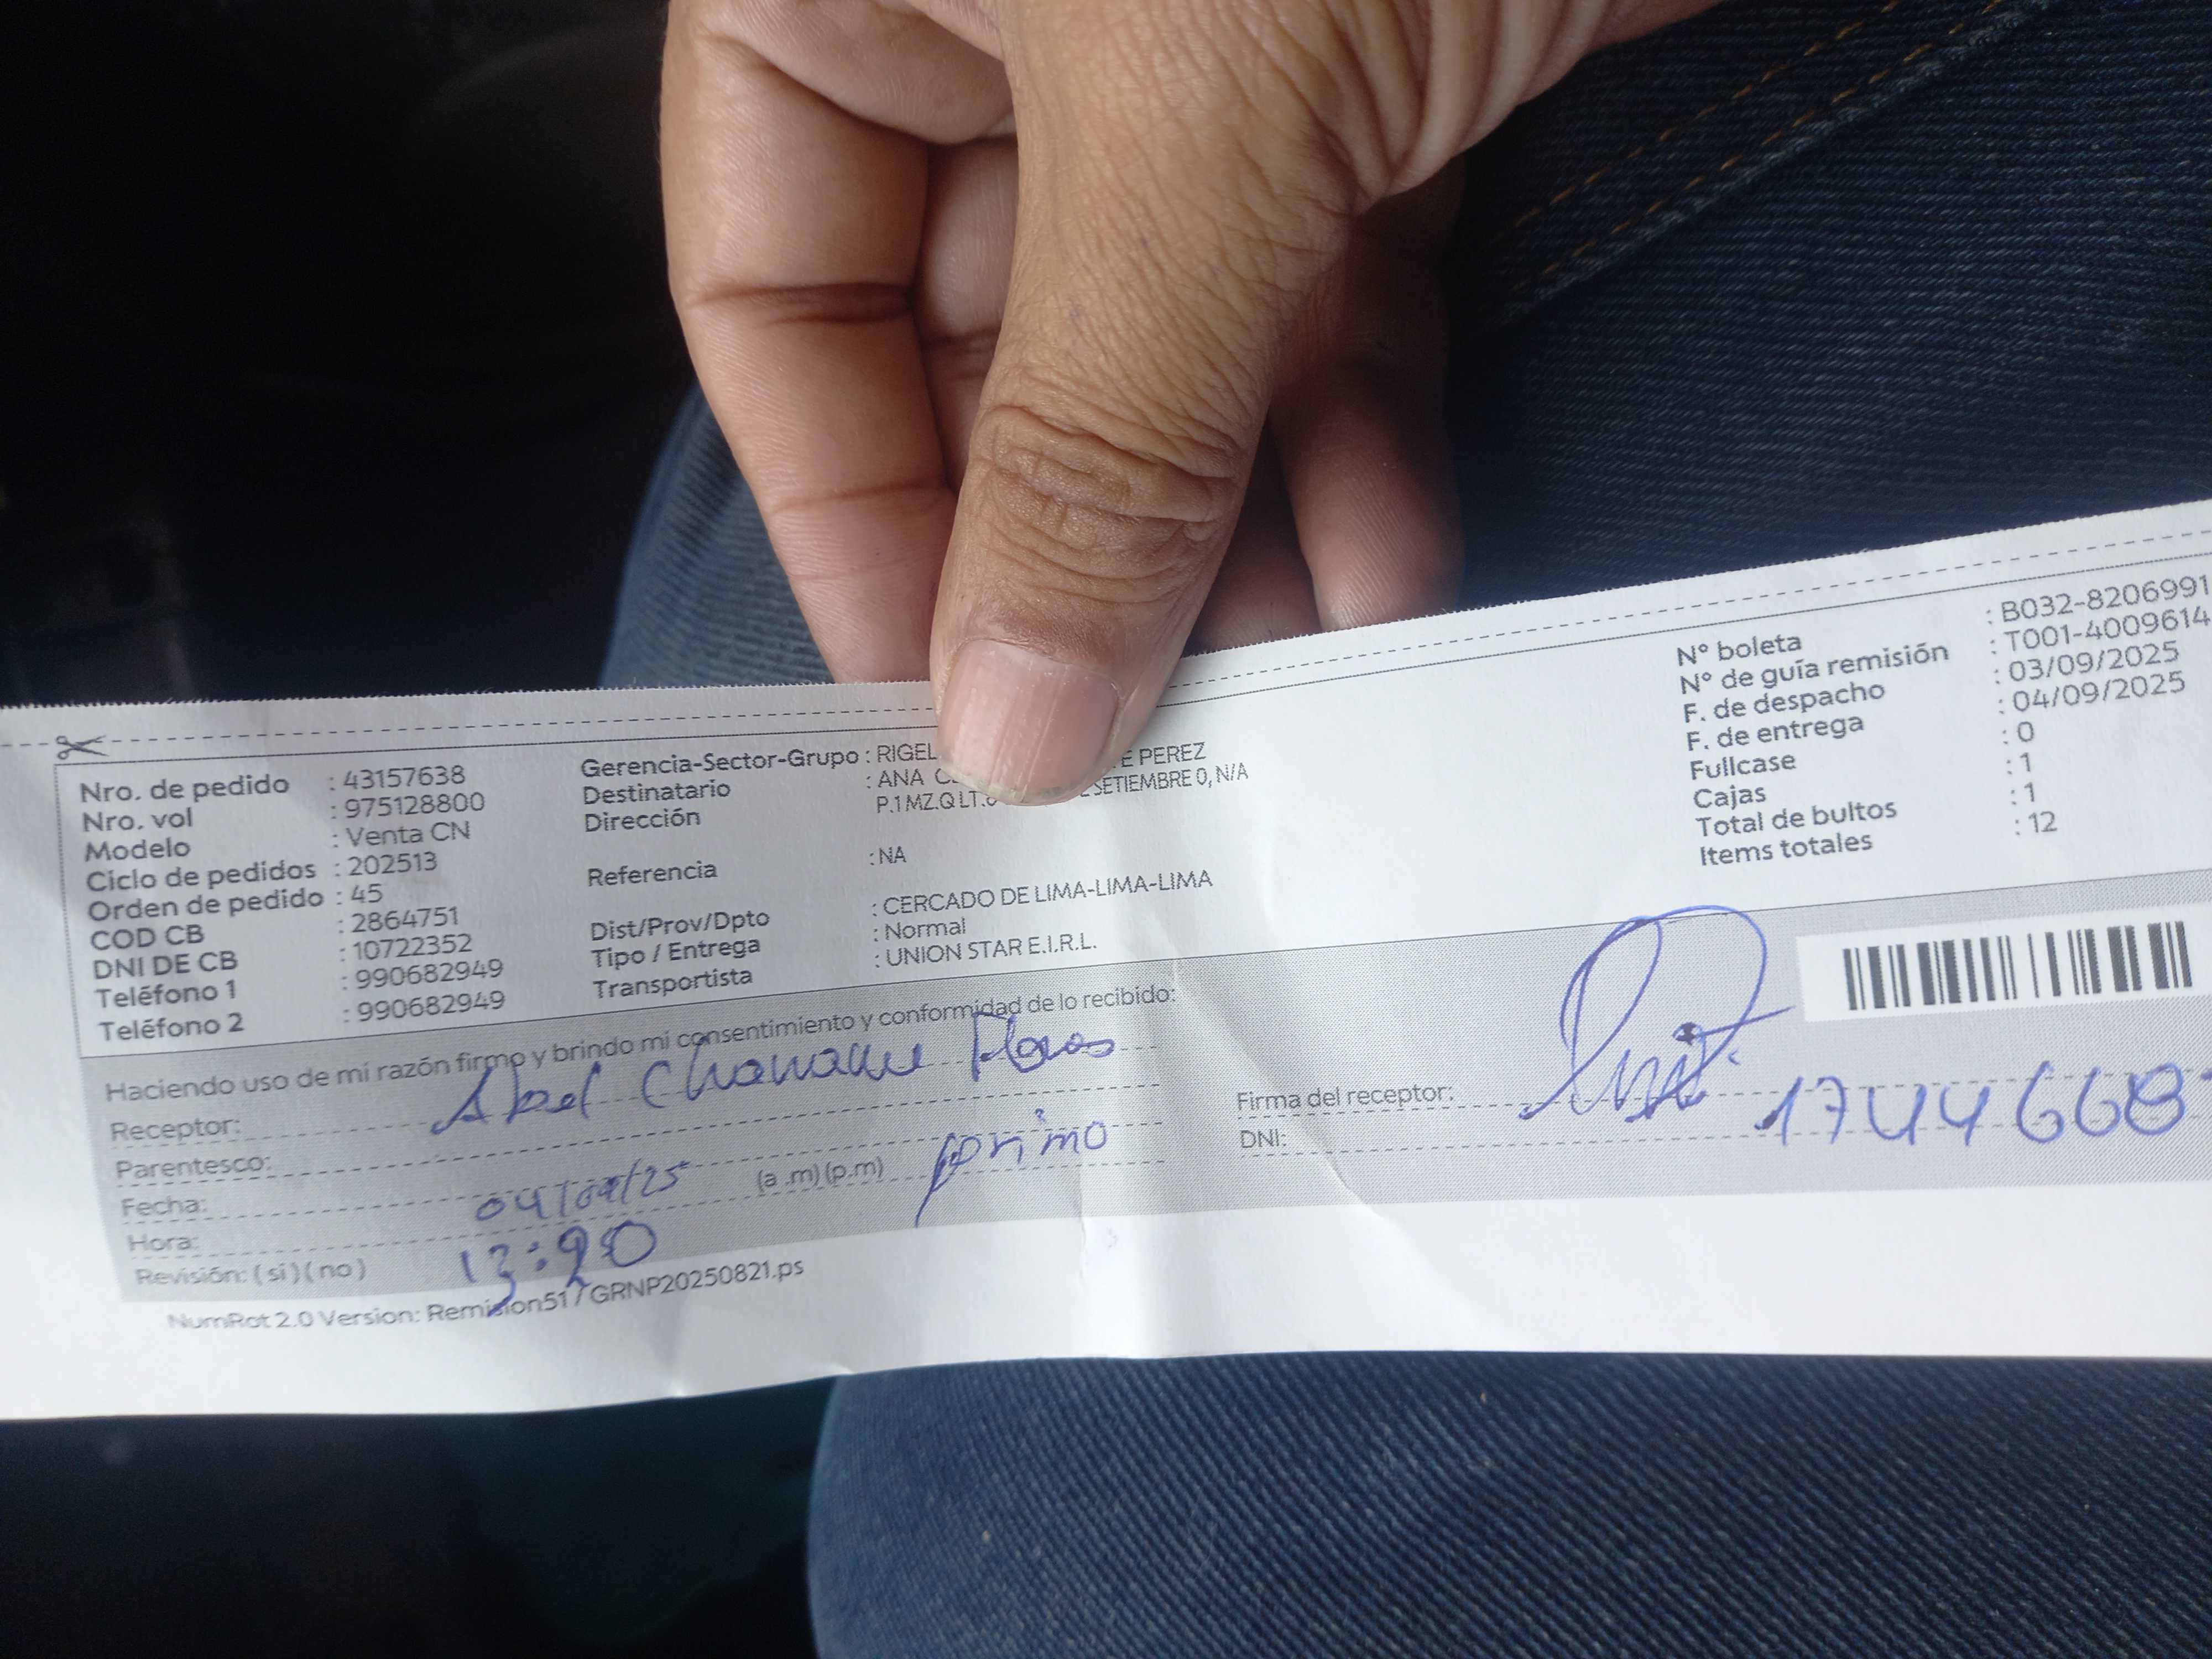 Nro. de pedido : 43157638
Nro. vol : 975128800
Modelo : Venta CN
Ciclo de pedidos : 202513
Orden de pedido : 45
COD CB : 2864751
DNI DE CB : 10722352
Teléfono 1 : 990682949
Teléfono 2 : 990682949
Gerencia-Sector-Grupo : RIGEL
Destinatario : ANA PEREZ
Dirección P.1 MZ.Q LT. SETIEMBRE 0, N/A
Referencia : NA
Dist/Prov/Dpto : CERCADO DE LIMA-LIMA-LIMA
Tipo / Entrega : Normal
Transportista : UNION STAR E.I.R.L.
N° boleta : B032-8206991
N° de guía remisión : T001-4009614
F. de despacho : 03/09/2025
F. de entrega : 04/09/2025
Fullcase : 0
Cajas : 1
Total de bultos : 1
Items totales : 12
Haciendo uso de mi razón firmo y brindo mi consentimiento y conformidad de lo recibido:
Receptor: Abel Flores
Parentesco: primo
Fecha: 04/09/25 (a .m) (p.m)
Hora: 13:20
Revisión: ( si ) ( no )
Firma del receptor:
DNI: 1744668
NumRot 2.0 Version: Remision51 / GRNP20250821.ps